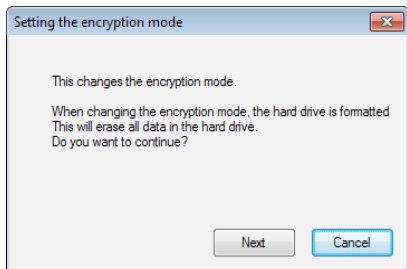 Setting the encryption mode
This changes the encryption mode.
When changing the encryption mode, the hard drive is formatted
This will erase all data in the hard drive.
Do you want to continue?
Next
Cancel